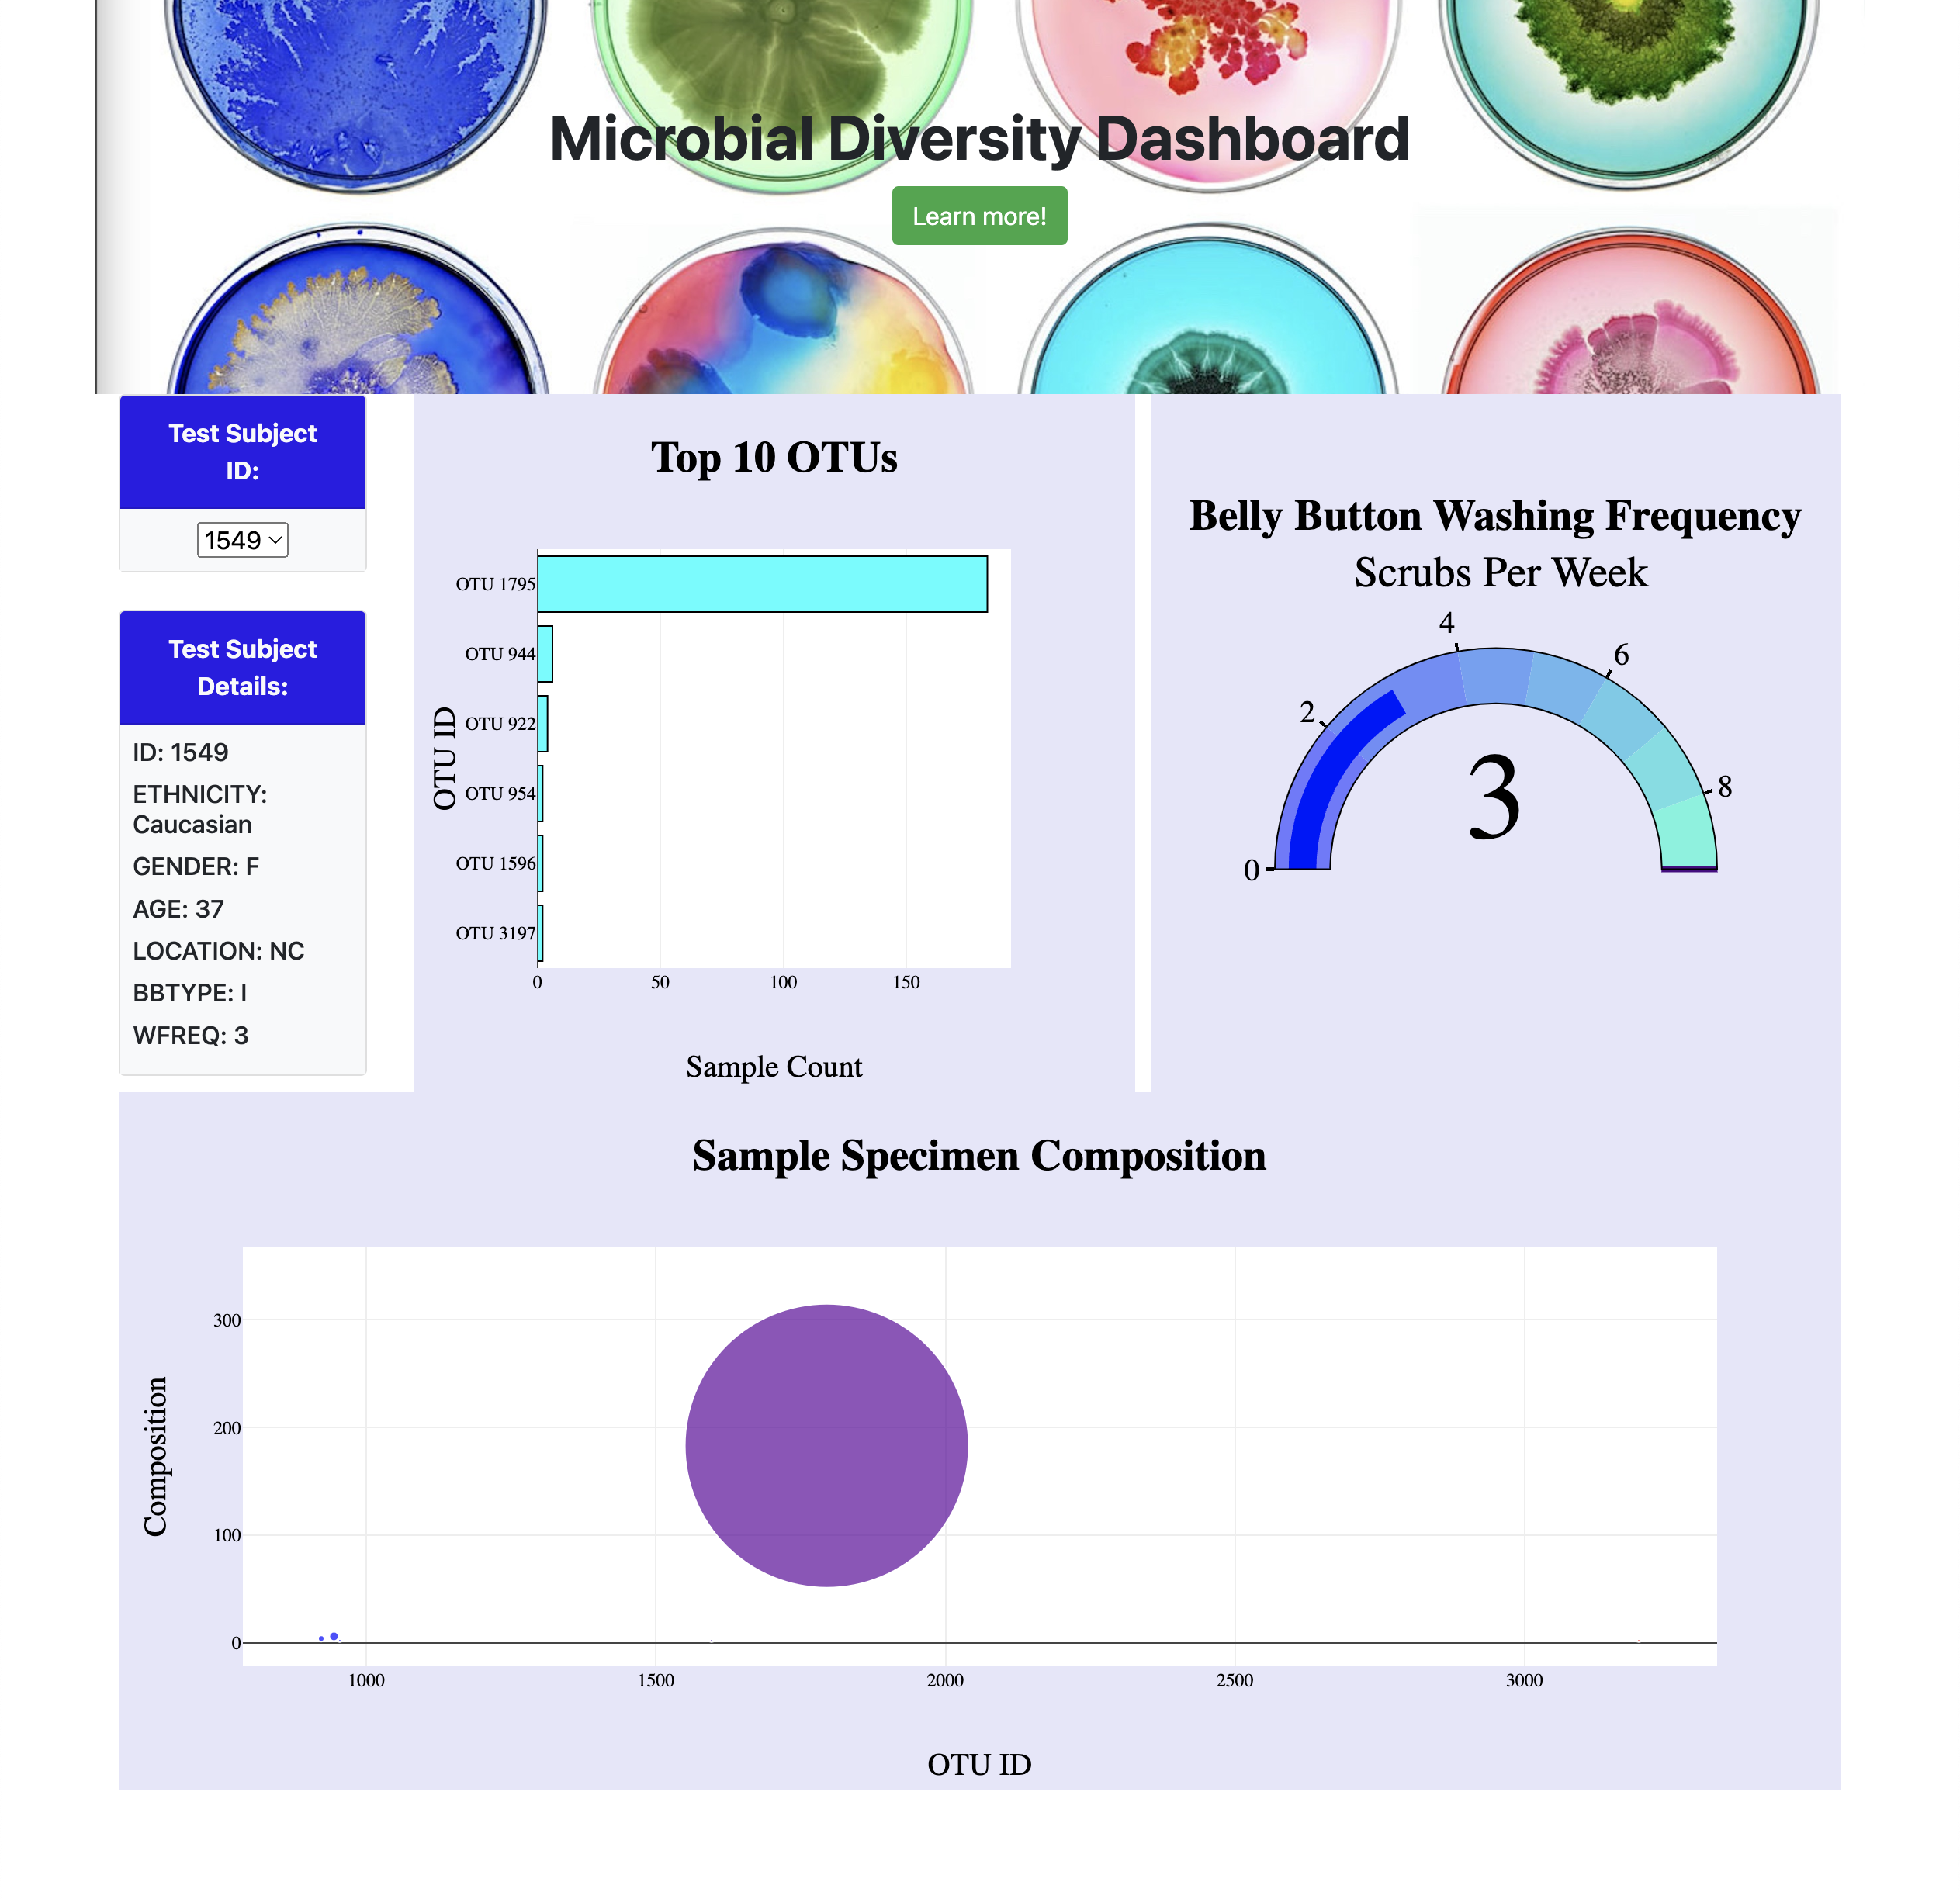 Microbial Diversity Dashboard
Learn more!
Test Subject
ID:
1549
Test Subject
Details:
ID: 1549
ETHNICITY:
Caucasian
GENDER: F
AGE: 37
LOCATION: NC
BBTYPE: I
WFREQ: 3
Top 10 OTUs
OTU ID
OTU 1795
OTU 944
OTU 922
OTU 954
OTU 1596
OTU 3197
0 50 100 150
Sample Count
Belly Button Washing Frequency
Scrubs Per Week
0
2
4
6
8
3
Sample Specimen Composition
Composition
300
200
100
0
1000 1500 2000 2500 3000
OTU ID